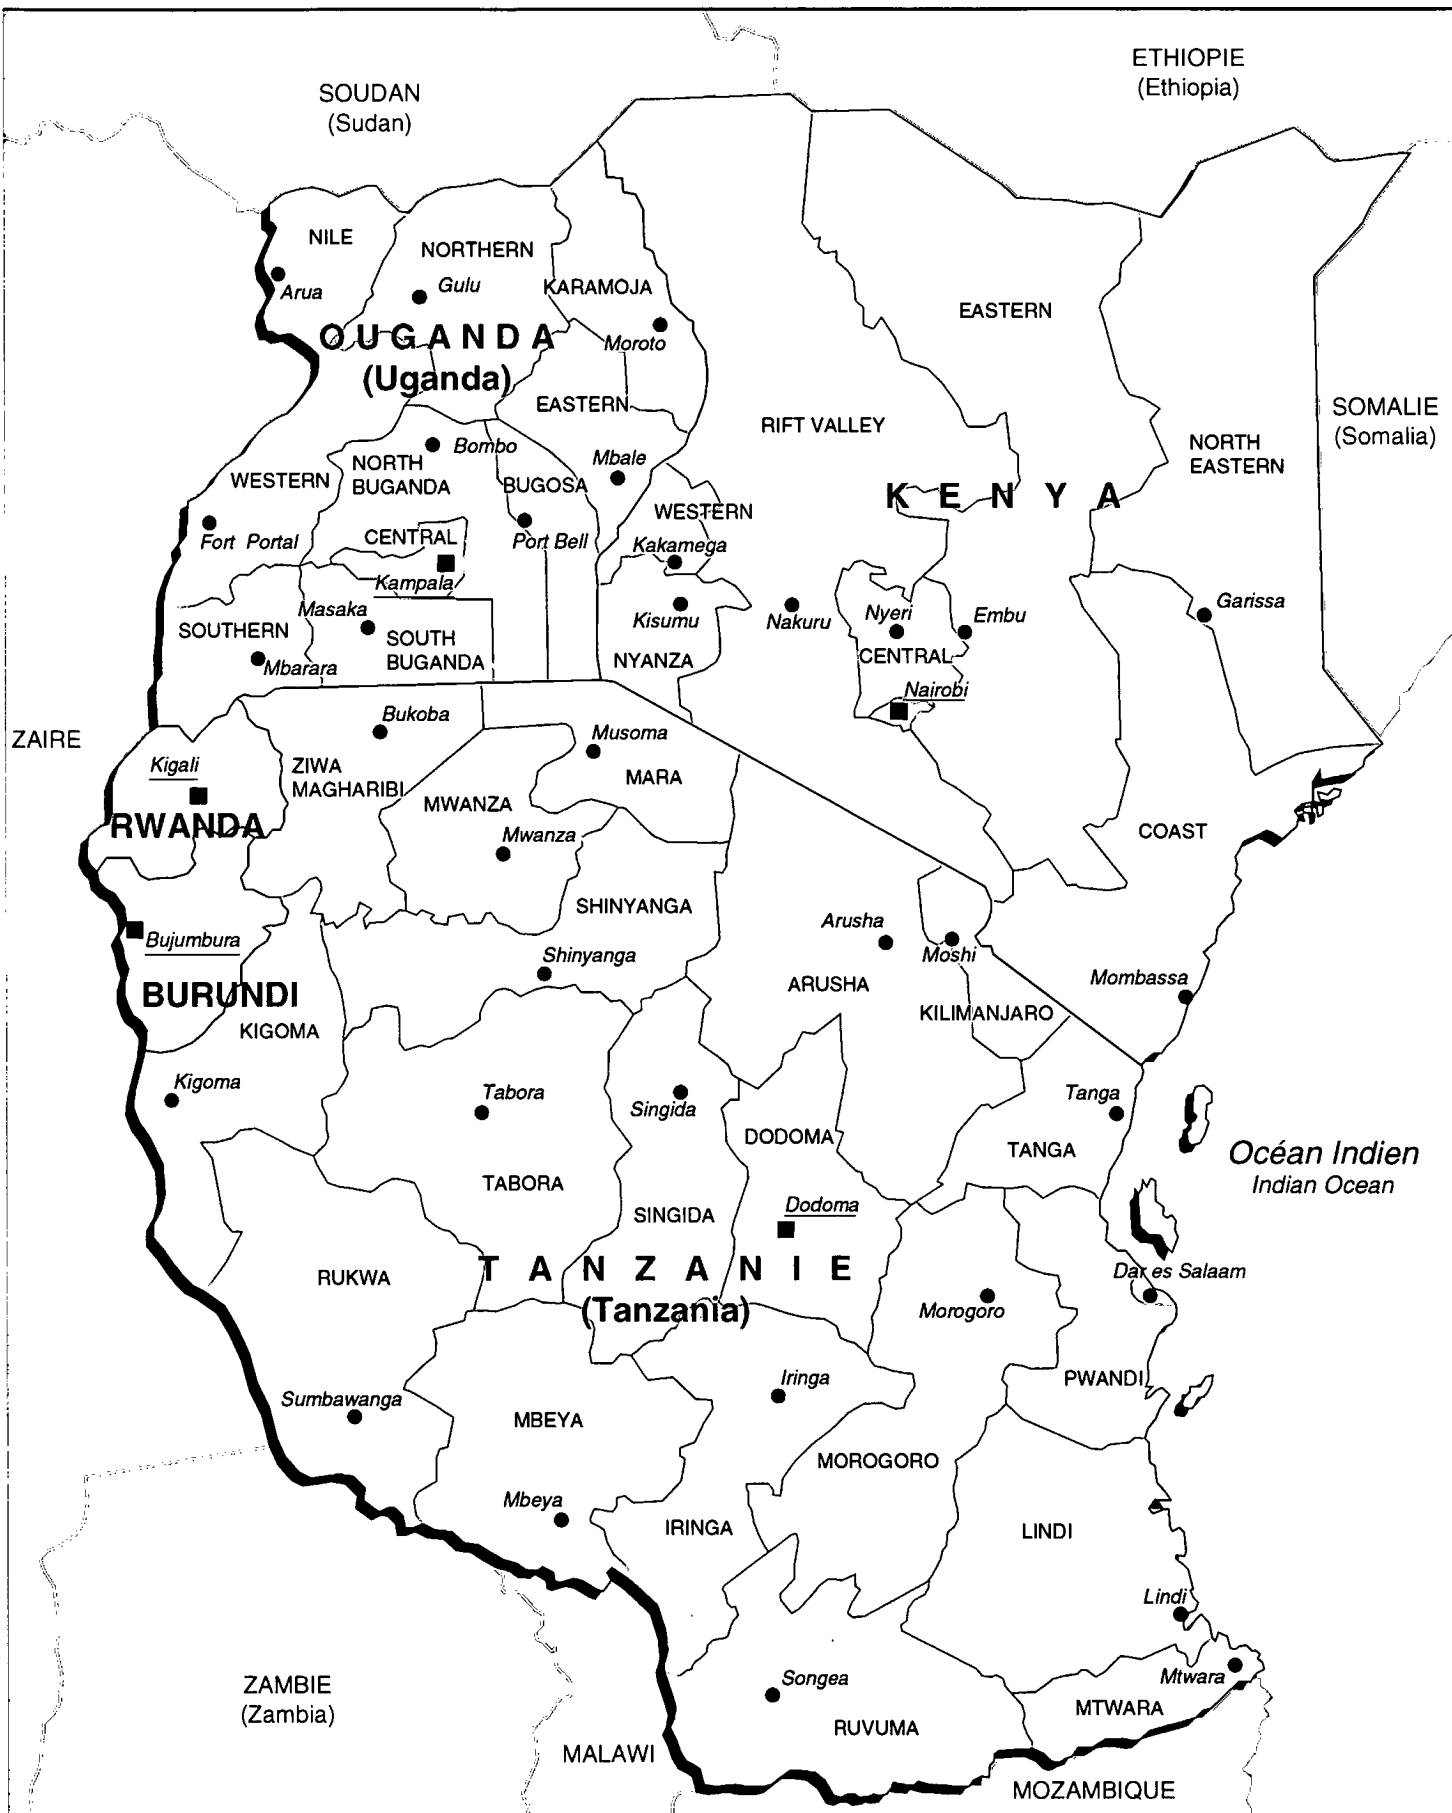 ETHIOPIE
(Ethiopia)
SOUDAN
(Sudan)
NILE
NORTHERN
Arua
Gulu
KARAMOJA
EASTERN
OUGANDA
(Uganda)
Moroto
EASTERN
RIFT VALLEY
SOMALIE
(Somalia)
NORTH
EASTERN
Bombo
Mbale
WESTERN
NORTH
BUGANDA
BUGOSA
KENYA
WESTERN
Fort Portal
CENTRAL
Port Bell
Kakamega
Kampala
Masaka
Kisumu
Nakuru
Nyeri
Embu
Garissa
SOUTHERN
SOUTH
BUGANDA
Mbarara
NYANZA
CENTRAL
Nairobi
Bukoba
ZAIRE
Kigali
ZIWA
MAGHARIBI
Musoma
MARA
MWANZA
RWANDA
Mwanza
COAST
SHINYANGA
Arusha
Bujumbura
Shinyanga
Moshi
Mombassa
BURUNDI
ARUSHA
KIGOMA
KILIMANJARO
Kigoma
Tabora
Singida
Tanga
DODOMA
TANGA
Océan Indien
Indian Ocean
TABORA
SINGIDA
Dodoma
RUKWA
TANZANIE
(Tanzania)
Dar es Salaam
Morogoro
Iringa
PWANDI
Sumbawanga
MBEYA
MOROGORO
Mbeya
IRINGA
LINDI
Lindi
ZAMBIE
(Zambia)
Songea
Mtwara
MTWARA
RUVUMA
MALAWI
MOZAMBIQUE